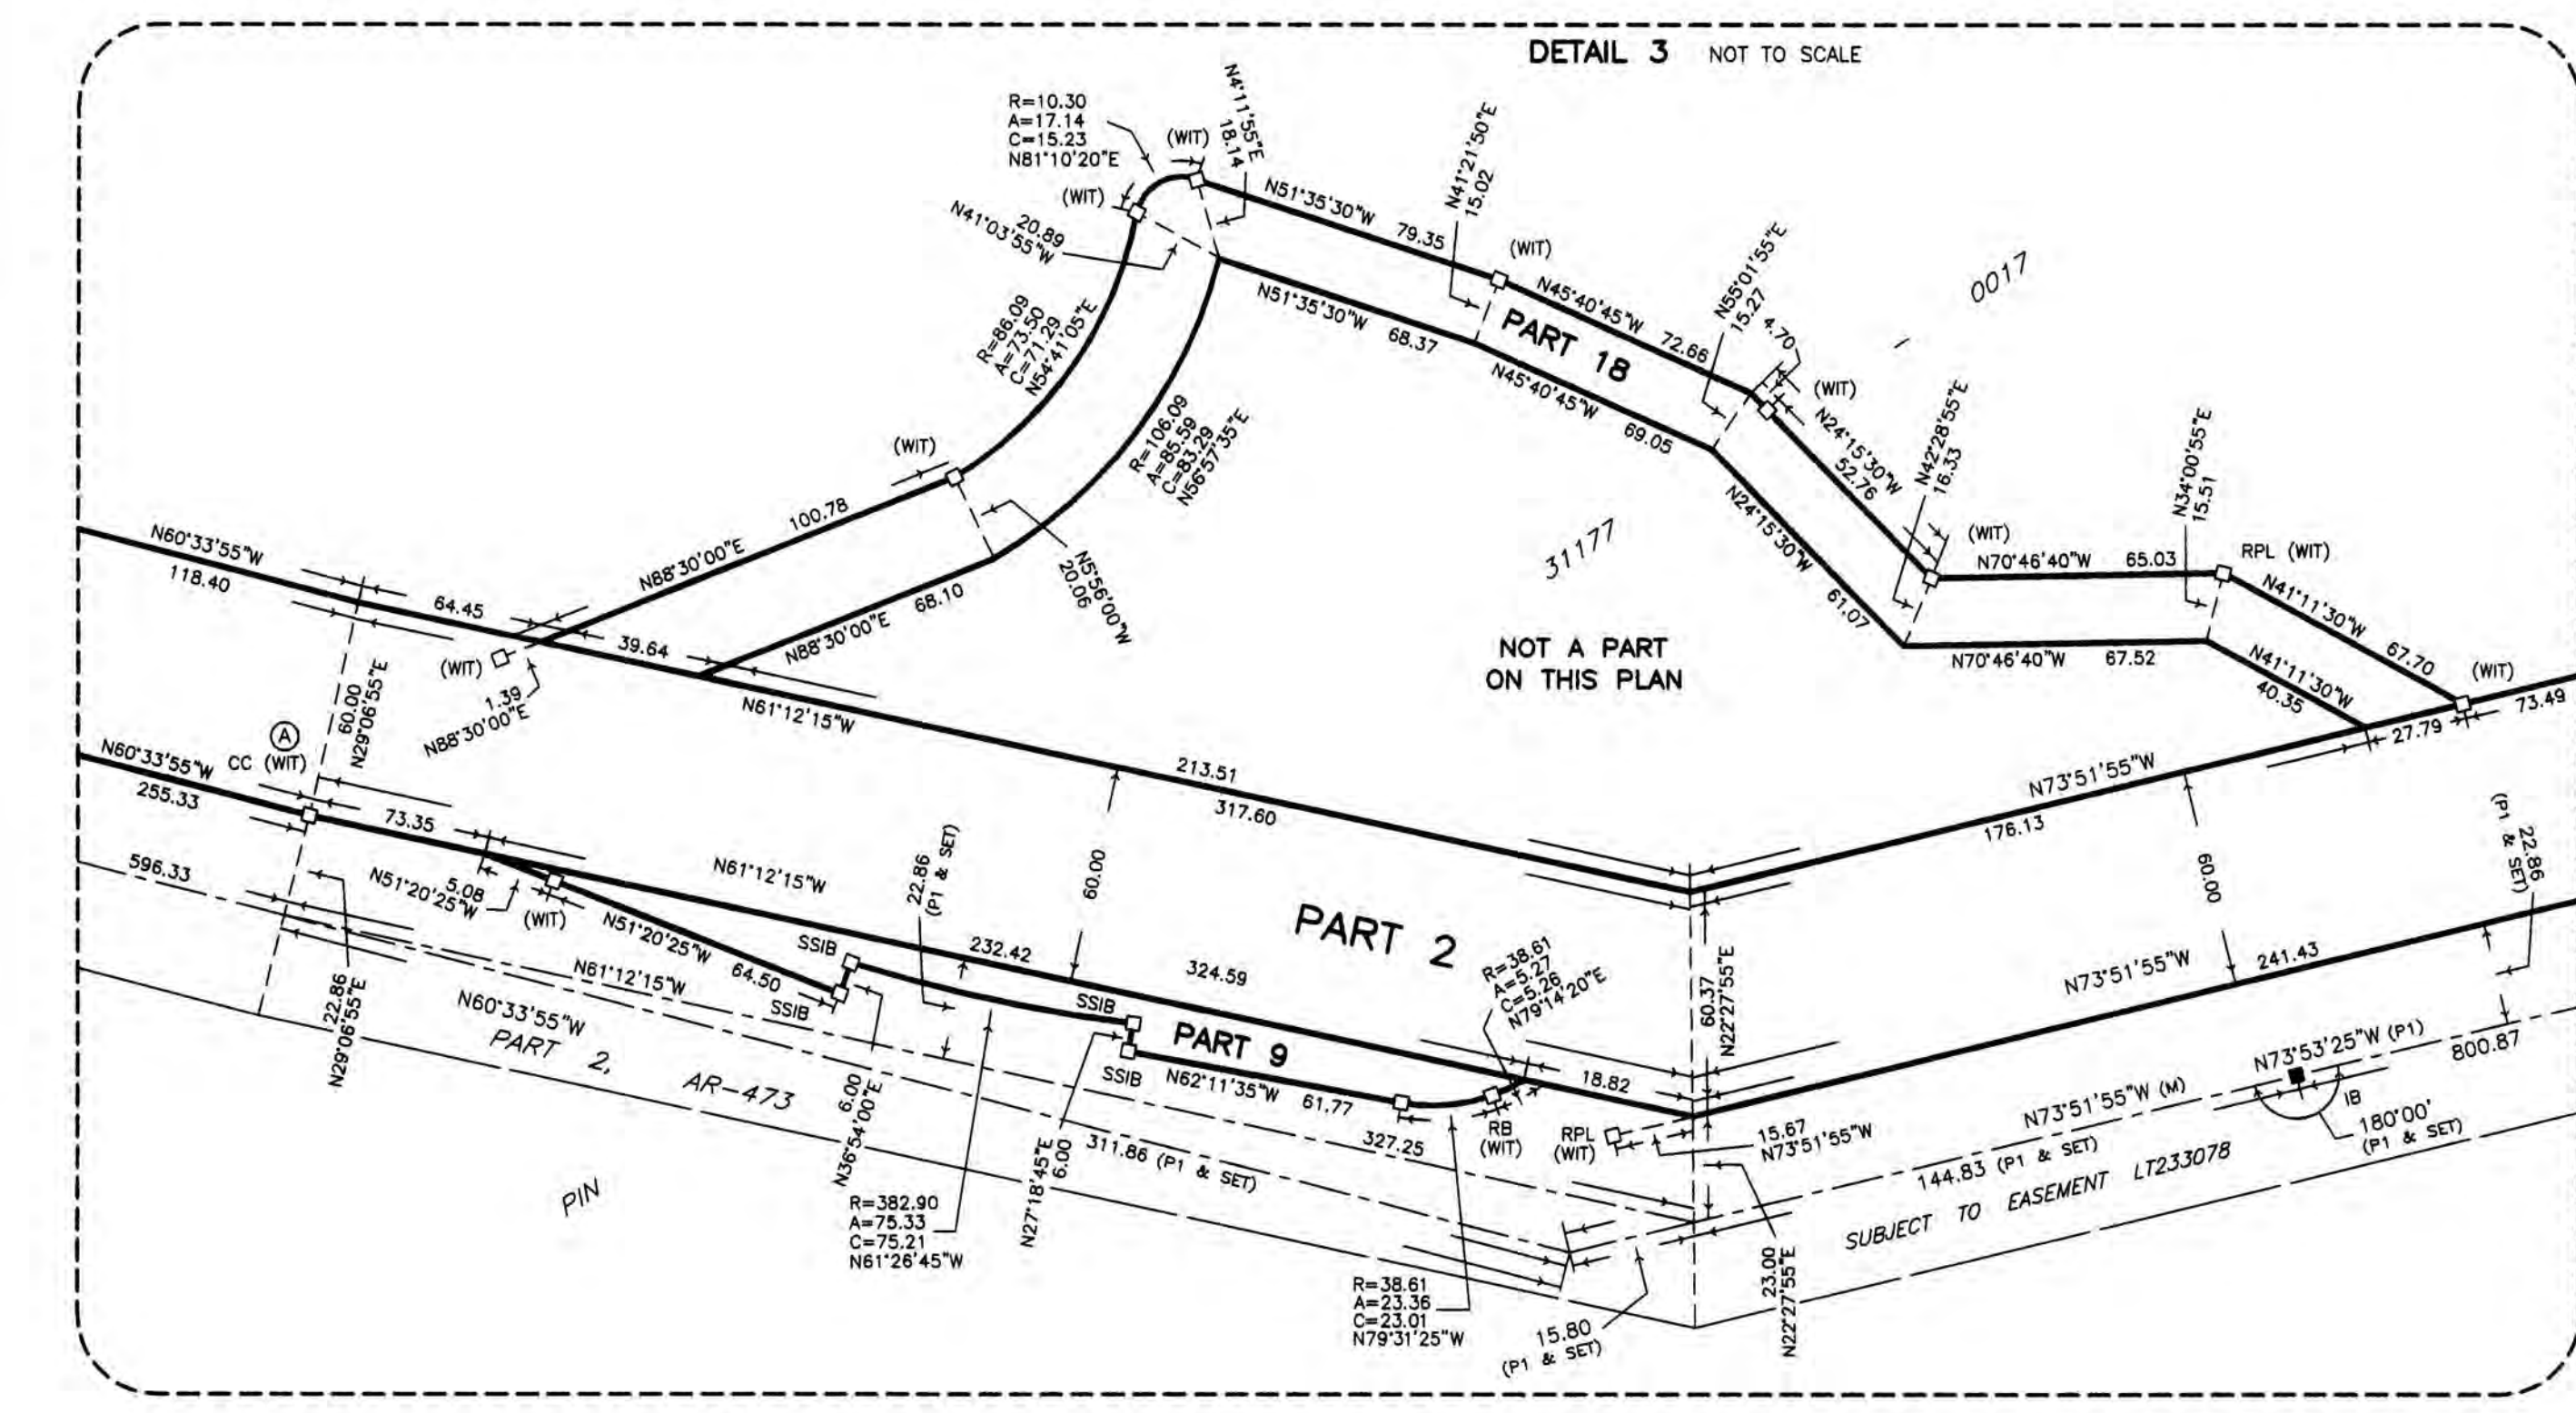 DETAIL 3 NOT TO SCALE
R=10.30
A=17.14
C=15.23
N81°10'20"E
(WIT)
N4°11'55"E
18.14
(WIT)
20.89
N41°03'55"W
N51°35'30"W 79.35
N41°21'50"E
15.02
(WIT)
N45°40'45"W 72.66
N55°01'55"E
15.27
4.70
(WIT)
0017
R=86.09
A=73.50
C=71.29
N54°41'05"E
N51°35'30"W 68.37
PART 18
N45°40'45"W 69.05
R=106.09
A=85.59
C=83.29
N56°57'35"E
N24°15'30"W
52.76
N42°28'55"E
16.33
(WIT)
N34°00'55"E
15.51
RPL (WIT)
(WIT)
N88°30'00"E 100.78
N5°56'00"W
20.06
31177
N24°15'30"W 61.07
N70°46'40"W 65.03
N41°11'30"W 67.70
(WIT)
N60°33'55"W
118.40
64.45
39.64
N88°30'00"E 68.10
NOT A PART
ON THIS PLAN
N70°46'40"W 67.52
N41°11'30"W
40.35
27.79
73.49
(WIT)
1.39
N88°30'00"E
60.00
N29°06'55"E
N61°12'15"W
213.51
317.60
N73°51'55"W
176.13
A
CC (WIT)
N60°33'55"W
255.33
73.35
N61°12'15"W
22.86
(P1 & SET)
60.00
232.42
324.59
PART 2
60.00
22.86
(P1 & SET)
596.33
5.08
N51°20'25"W
(WIT)
N51°20'25"W 64.50
SSIB
SSIB
SSIB
SSIB
R=38.61
A=5.27
C=5.26
N79°14'20"E
60.37
N22°27'55"E
N73°51'55"W
241.43
22.86
N29°06'55"E
N61°12'15"W
N60°33'55"W
PART 2, AR-473
PART 9
N62°11'35"W 61.77
18.82
RB
(WIT)
RPL
(WIT)
15.67
N73°51'55"W
N73°53'25"W (P1)
800.87
N73°51'55"W (M)
IB
180°00'
(P1 & SET)
6.00
N36°54'00"E
N27°18'45"E
6.00
311.86 (P1 & SET)
327.25
144.83 (P1 & SET)
SUBJECT TO EASEMENT LT233078
PIN
R=382.90
A=75.33
C=75.21
N61°26'45"W
R=38.61
A=23.36
C=23.01
N79°31'25"W
15.80
(P1 & SET)
23.00
N22°27'55"E